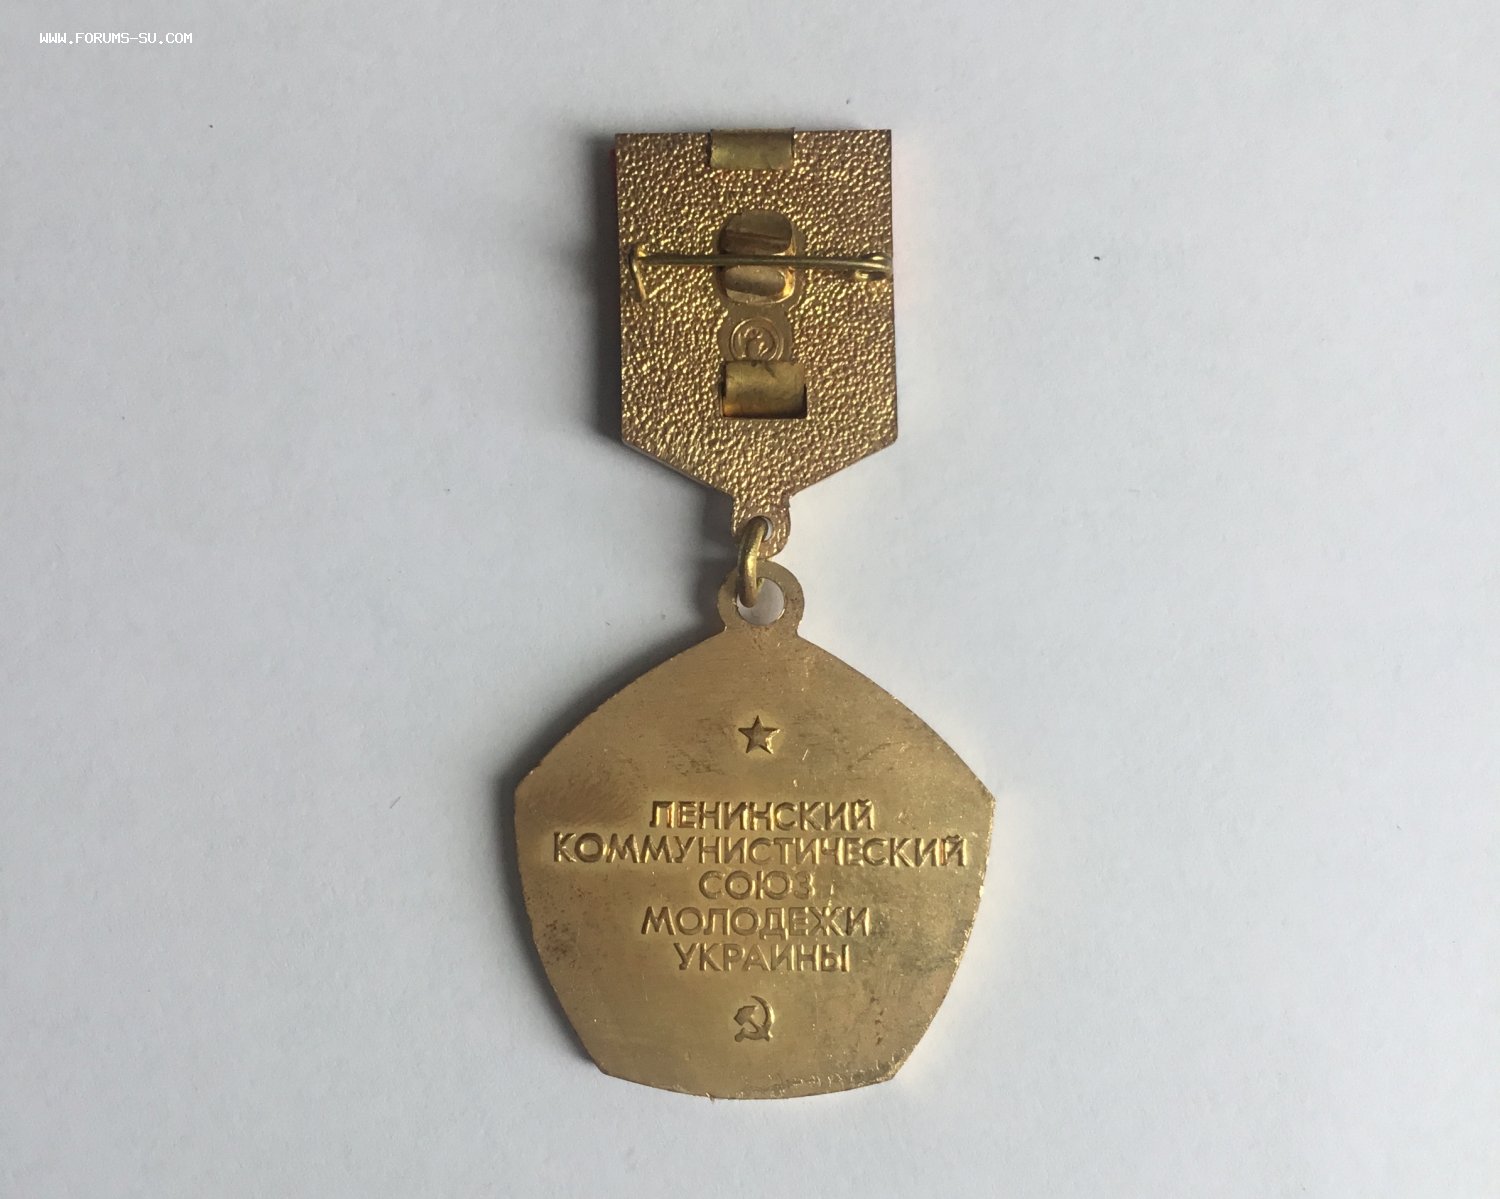 WWW.FORUMS-SU.COM
ЛЕНИНСКИЙ
КОММУНИСТИЧЕСКИЙ
СОЮЗ
МОЛОДЕЖИ
УКРАИНЫ